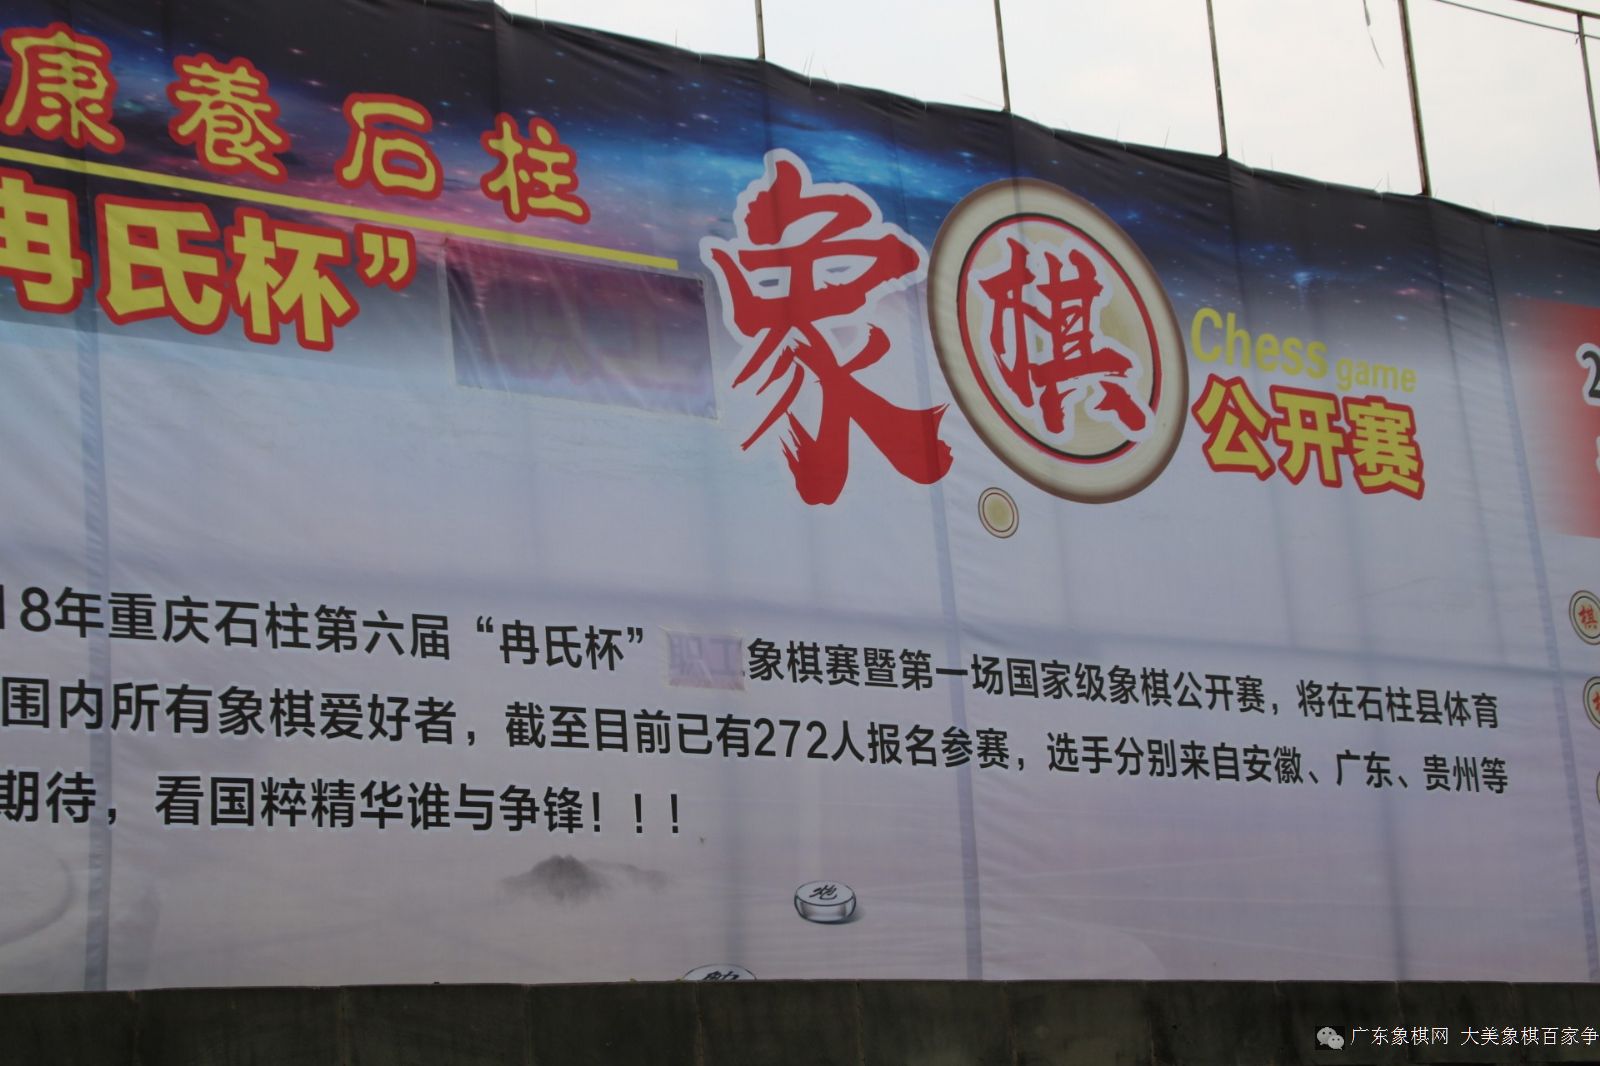 康養石柱
冉氏杯”
象棋
Chess game
公开赛
2
18年重庆石柱第六届“冉氏杯”职工象棋赛暨第一场国家级象棋公开赛，将在石柱县体育
围内所有象棋爱好者，截至目前已有272人报名参赛，选手分别来自安徽、广东、贵州等
期待，看国粹精华谁与争锋！！！
棋
炮
广东象棋网 大美象棋百家争